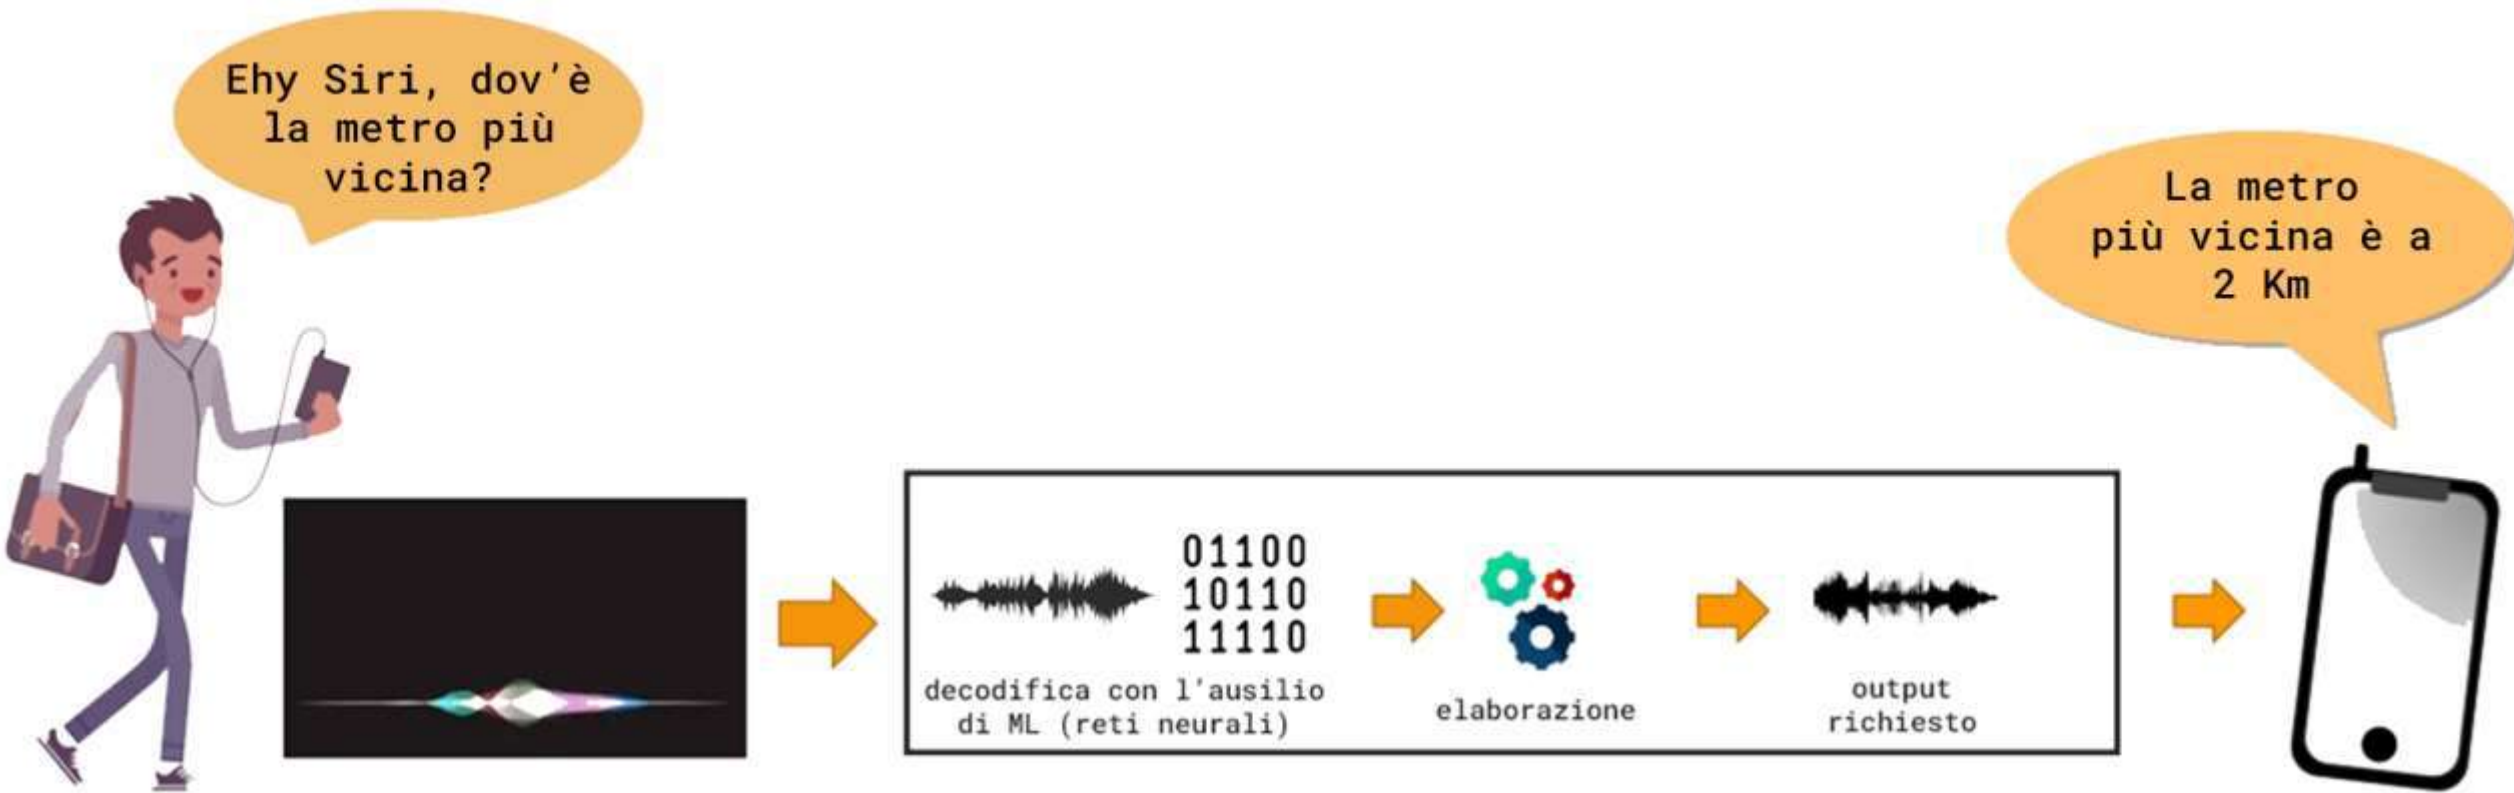 Ehy Siri, dov'è
la metro più
vicina?
La metro
più vicina è a
2 Km
01100
10110
11110
decodifica con l'ausilio
di ML (reti neurali)
elaborazione
output
richiesto